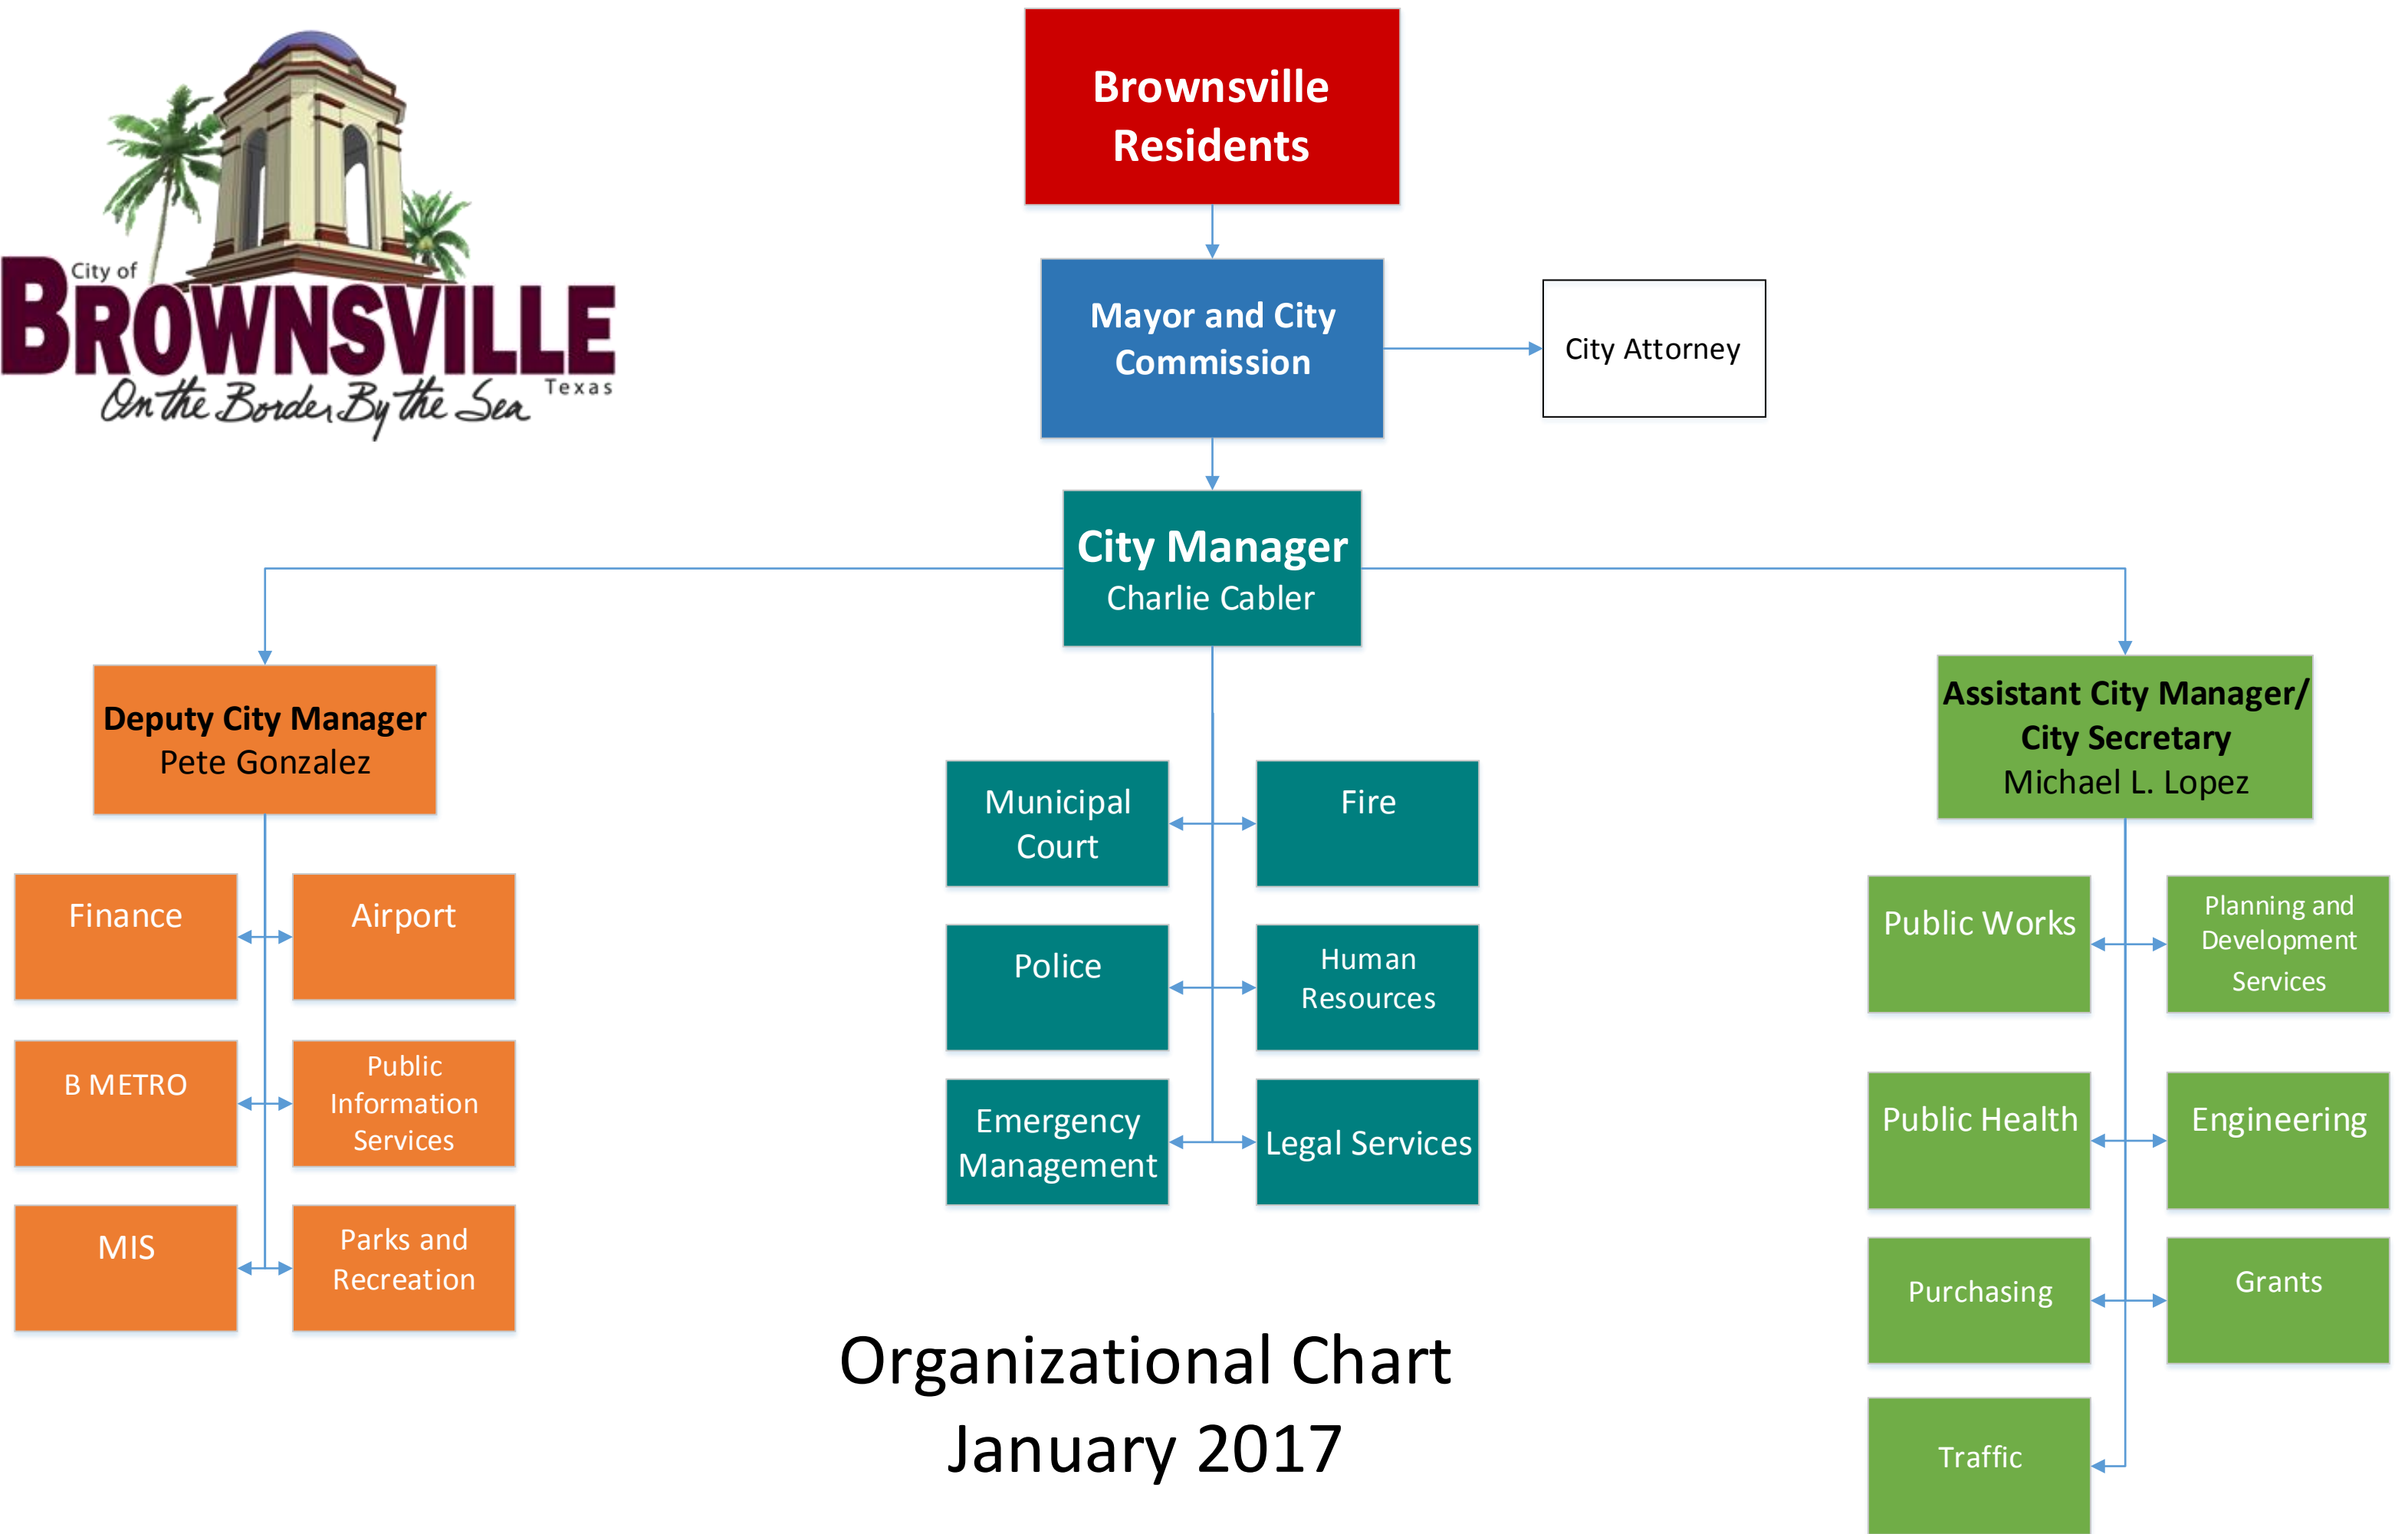 City of
BROWNSVILLE
Texas
On the Border By the Sea
Brownsville
Residents
Mayor and City
Commission
City Attorney
City Manager
Charlie Cabler
Deputy City Manager
Pete Gonzalez
Finance
Airport
B METRO
Public
Information
Services
MIS
Parks and
Recreation
Municipal
Court
Fire
Police
Human
Resources
Emergency
Management
Legal Services
Assistant City Manager/
City Secretary
Michael L. Lopez
Public Works
Planning and
Development
Services
Public Health
Engineering
Purchasing
Grants
Traffic
Organizational Chart
January 2017